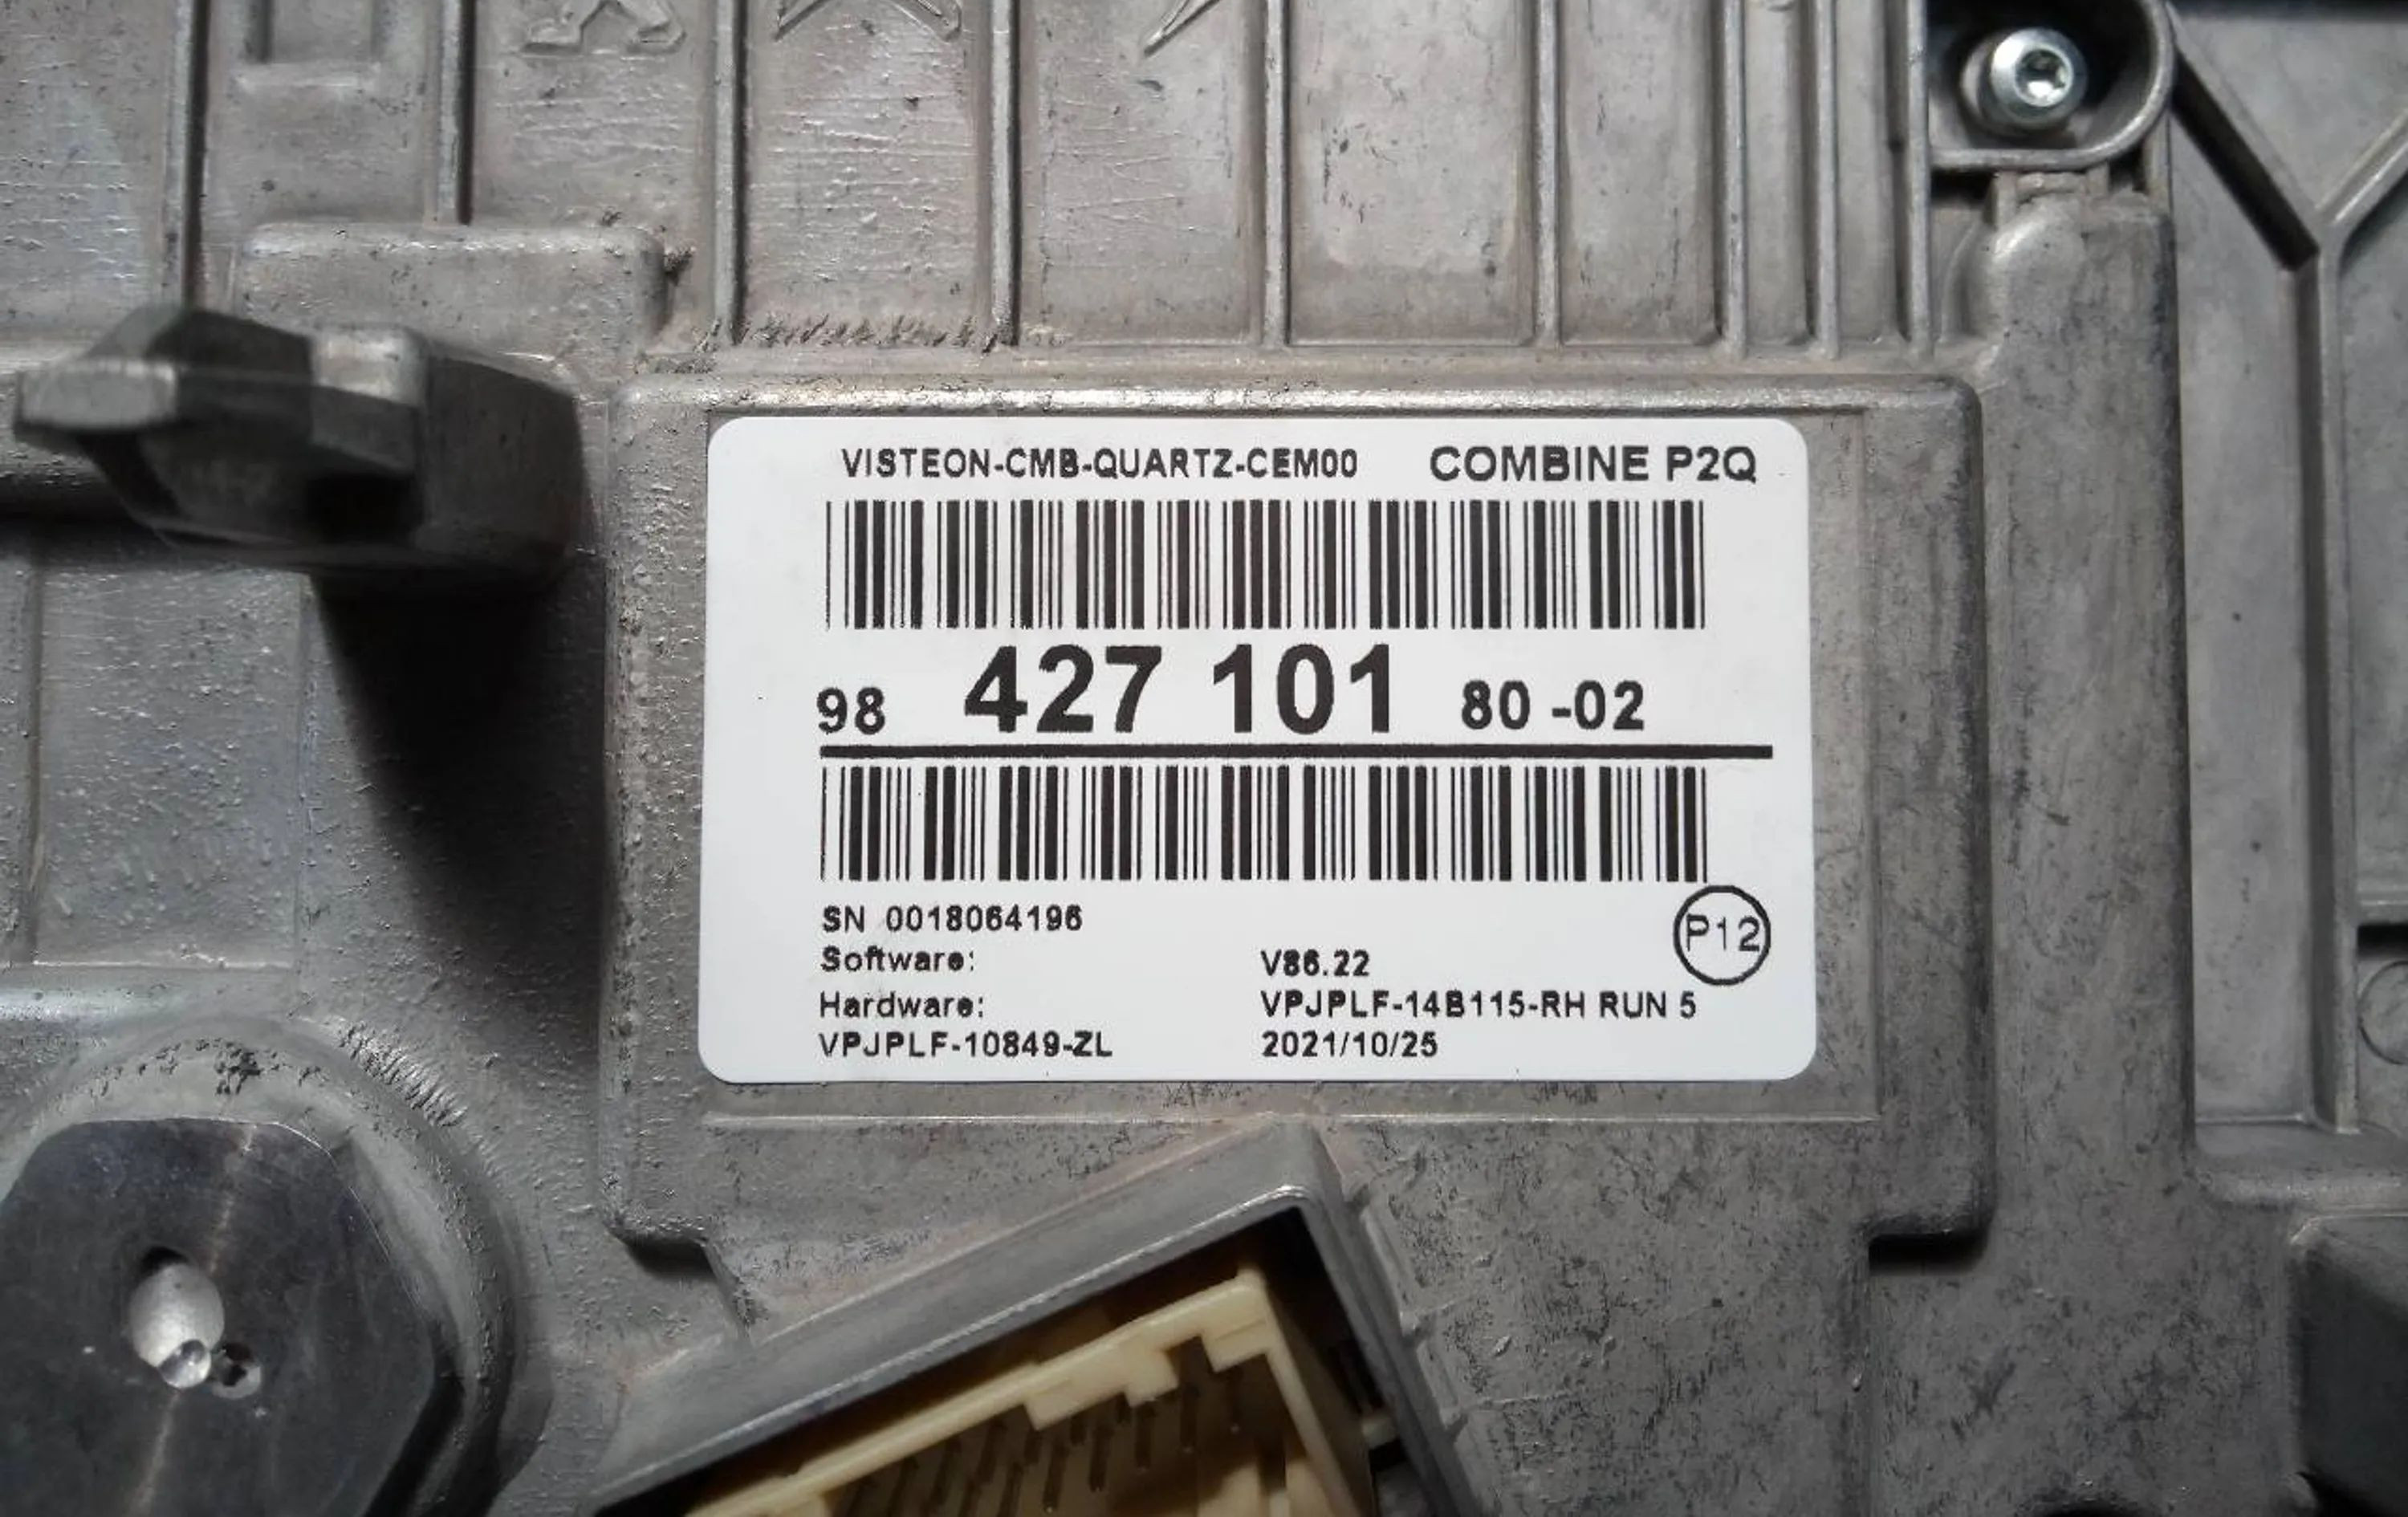 VISTEON-CMB-QUARTZ-CEM00 COMBINE P2Q
98 427 101 80 -02
SN 0018064196
P12
Software: V86.22
Hardware: VPJPLF-14B115-RH RUN 5
VPJPLF-10849-ZL 2021/10/25